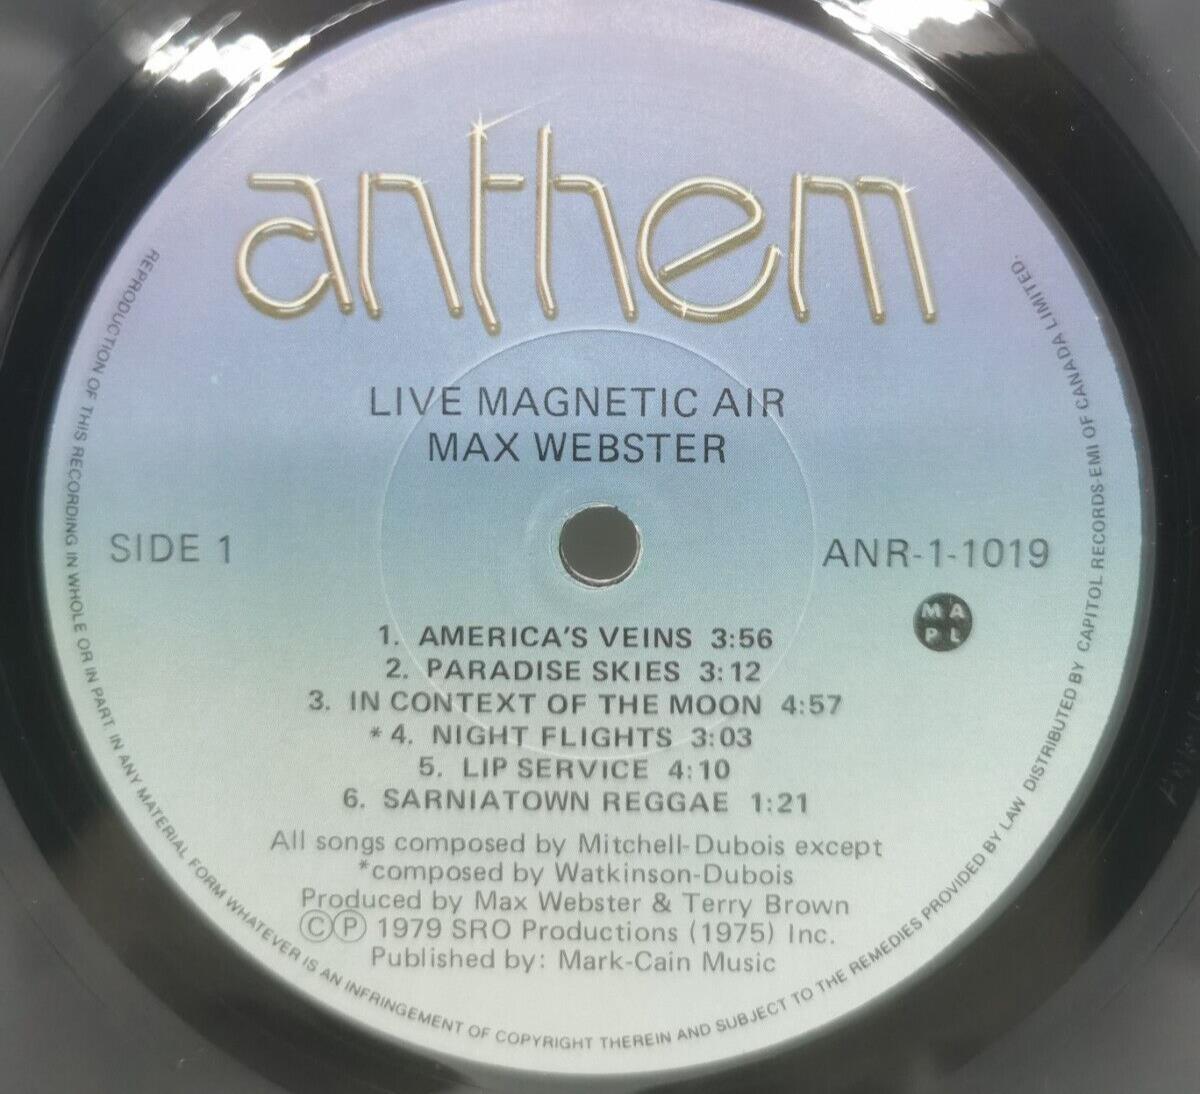 anthem
LIVE MAGNETIC AIR
MAX WEBSTER
SIDE 1
ANR-1-1019
M A
P L
1. AMERICA'S VEINS 3:56
2. PARADISE SKIES 3:12
3. IN CONTEXT OF THE MOON 4:57
* 4. NIGHT FLIGHTS 3:03
5. LIP SERVICE 4:10
6. SARNIATOWN REGGAE 1:21
All songs composed by Mitchell-Dubois except
*composed by Watkinson-Dubois
Produced by Max Webster & Terry Brown
©℗ 1979 SRO Productions (1975) Inc.
Published by: Mark-Cain Music
REPRODUCTION OF THIS RECORDING IN WHOLE OR IN PART, IN ANY MATERIAL FORM WHATEVER IS AN INFRINGEMENT OF COPYRIGHT THEREIN AND SUBJECT TO THE REMEDIES PROVIDED BY LAW DISTRIBUTED BY CAPITOL RECORDS-EMI OF CANADA LIMITED.